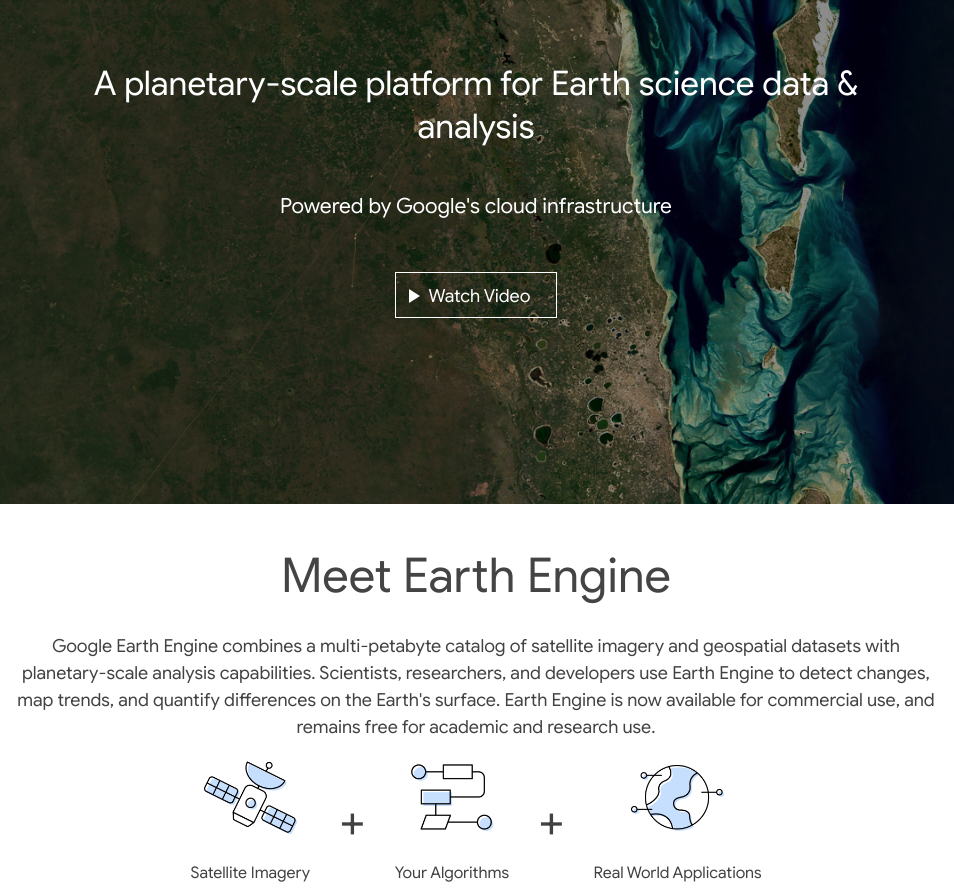 A planetary-scale platform for Earth science data &
analysis
Powered by Google's cloud infrastructure
Watch Video
Meet Earth Engine
Google Earth Engine combines a multi-petabyte catalog of satellite imagery and geospatial datasets with
planetary-scale analysis capabilities. Scientists, researchers, and developers use Earth Engine to detect changes,
map trends, and quantify differences on the Earth's surface. Earth Engine is now available for commercial use, and
remains free for academic and research use.
+ +
Satellite Imagery Your Algorithms Real World Applications